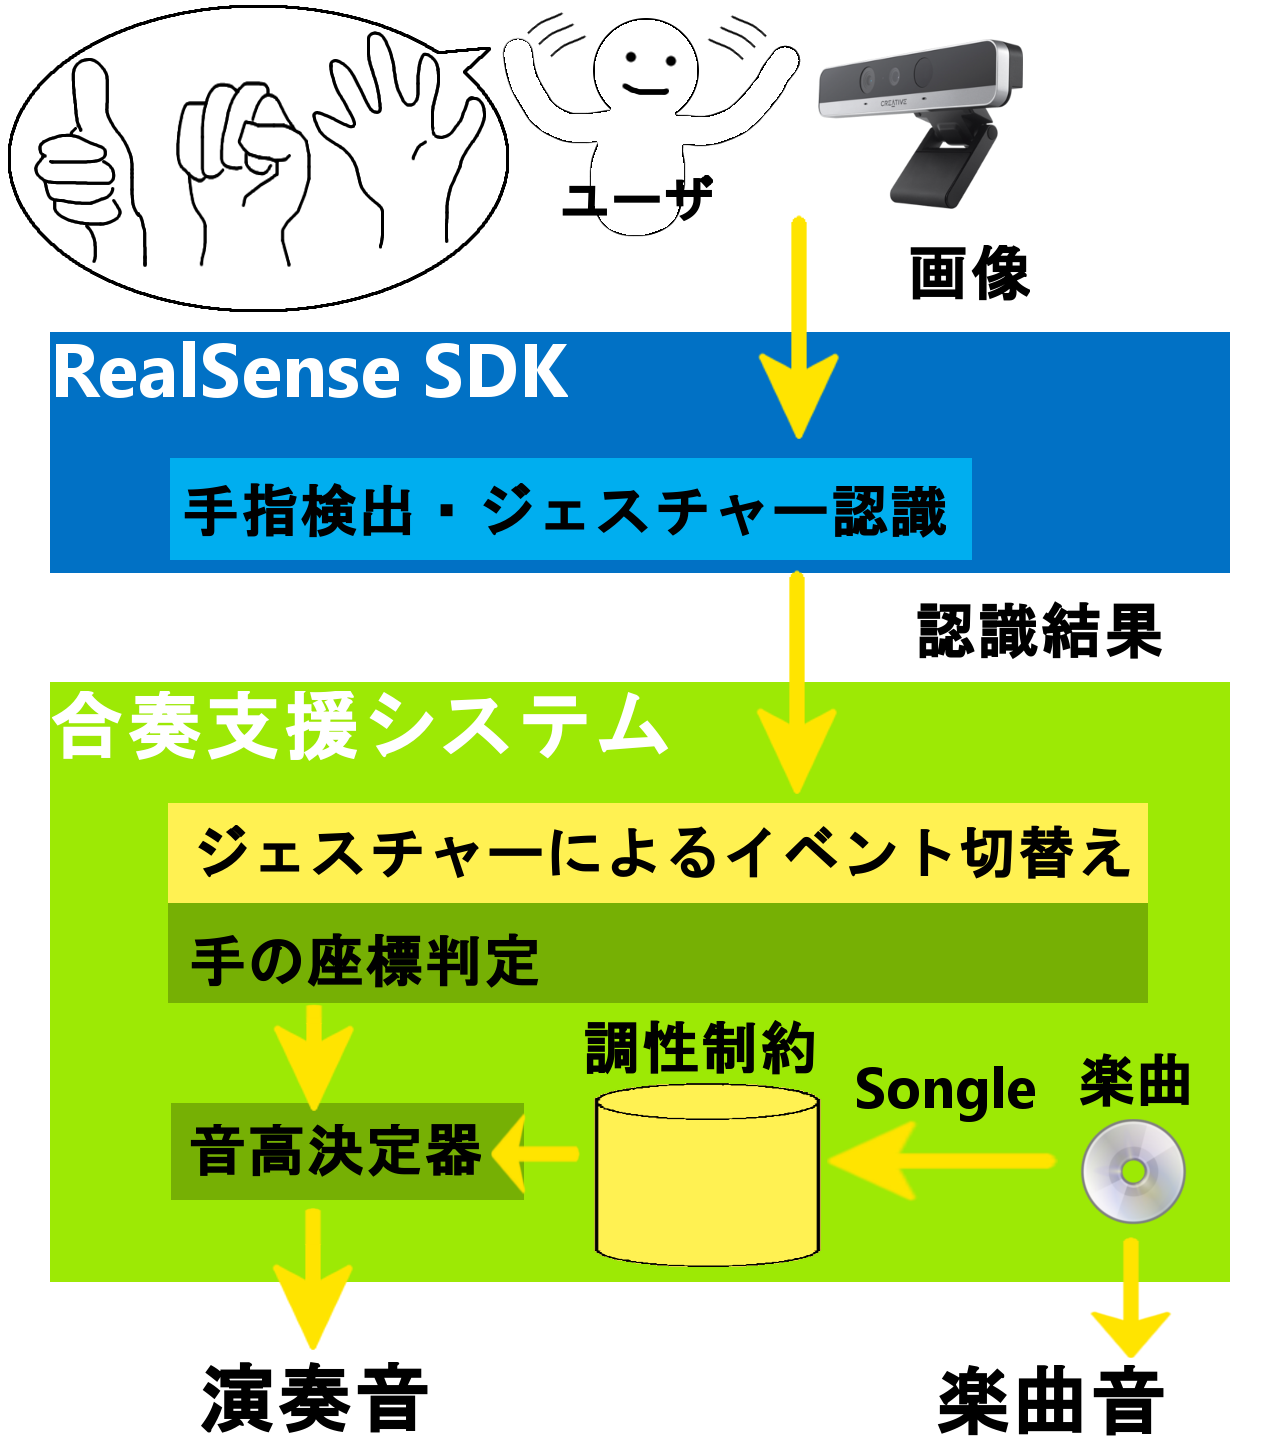 CREATIVE
ユーザ
画像
RealSense SDK
手指検出・ジェスチャー認識
認識結果
合奏支援システム
ジェスチャーによるイベント切替え
手の座標判定
調性制約
Songle
楽曲
音高決定器
演奏音
楽曲音